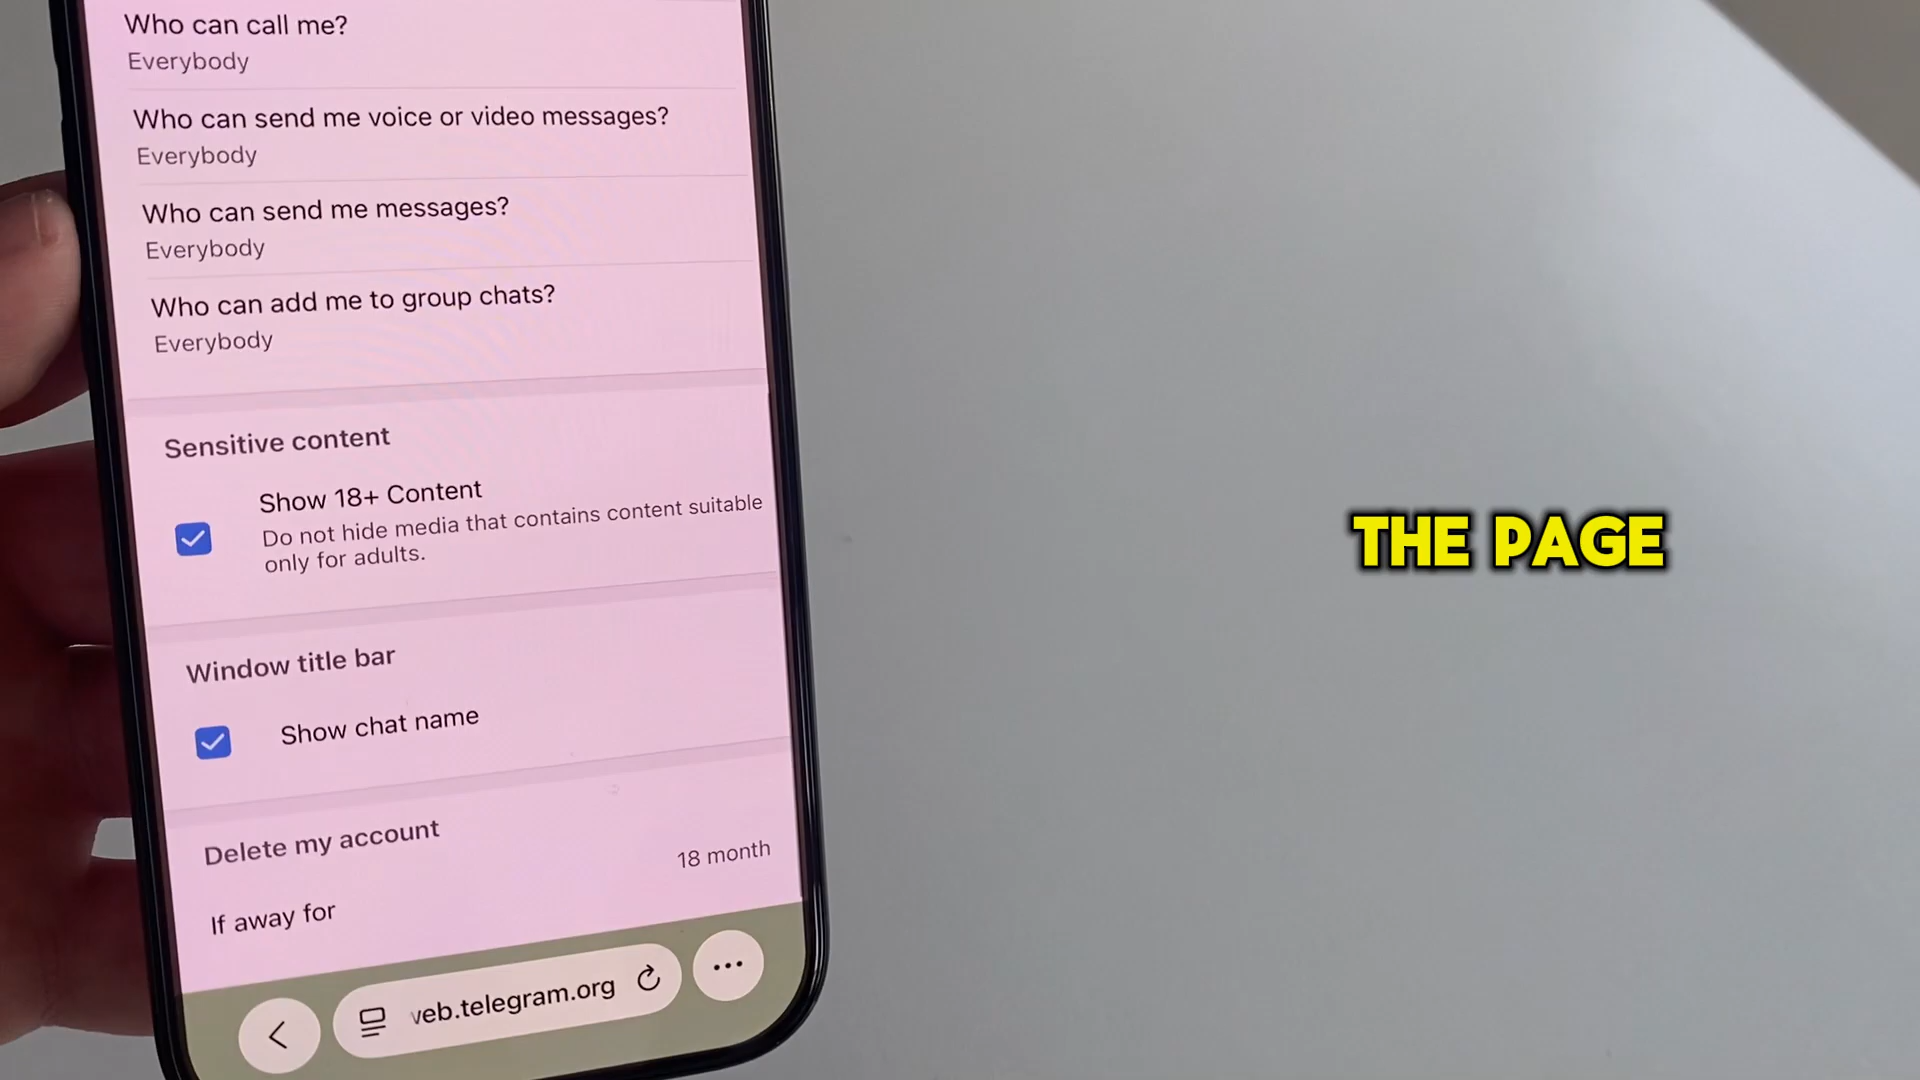 Who can call me?
Everybody
Who can send me voice or video messages?
Everybody
Who can send me messages?
Everybody
Who can add me to group chats?
Everybody
Sensitive content
Show 18+ Content
Do not hide media that contains content suitable
only for adults.
Window title bar
Show chat name
Delete my account
18 month
If away for
veb.telegram.org
THE PAGE